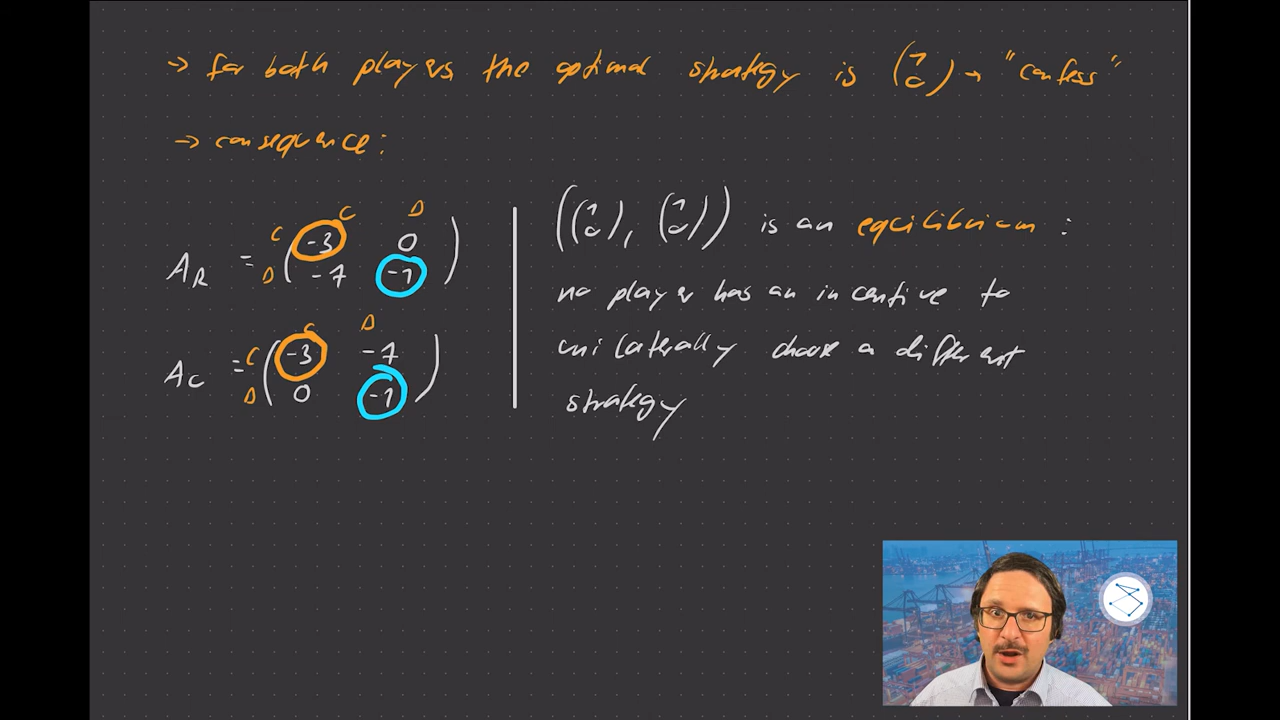 → for both players the optimal strategy is (1 0) → "confess"
→ consequence:
C D
A_R = C ( -3 0 )
D ( -7 -1 )
C D
A_C = C ( -3 -7 )
D ( 0 -1 )
((1 0), (1 0)) is an equilibrium :
no player has an incentive to
unilaterally choose a different
strategy